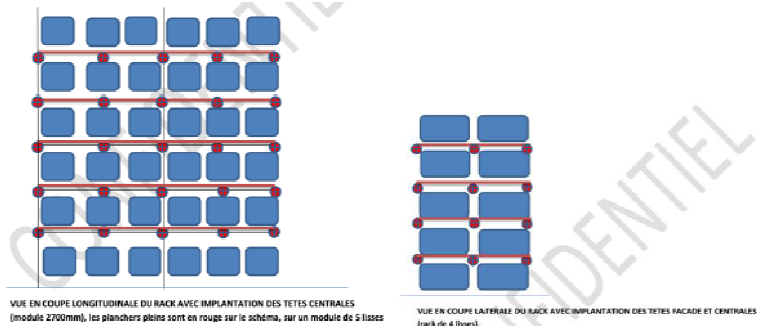 VUE EN COUPE LONGITUDINALE DU RACK AVEC IMPLANTATION DES TETES CENTRALES
(module 2700mm), les planchers pleins sont en rouge sur le schéma, sur un module de 5 lisses
VUE EN COUPE LATERALE DU RACK AVEC IMPLANTATION DES TETES FACADE ET CENTRALES
(rack de 4 lisses).
CONFIDENTIEL
CONFIDENTIEL